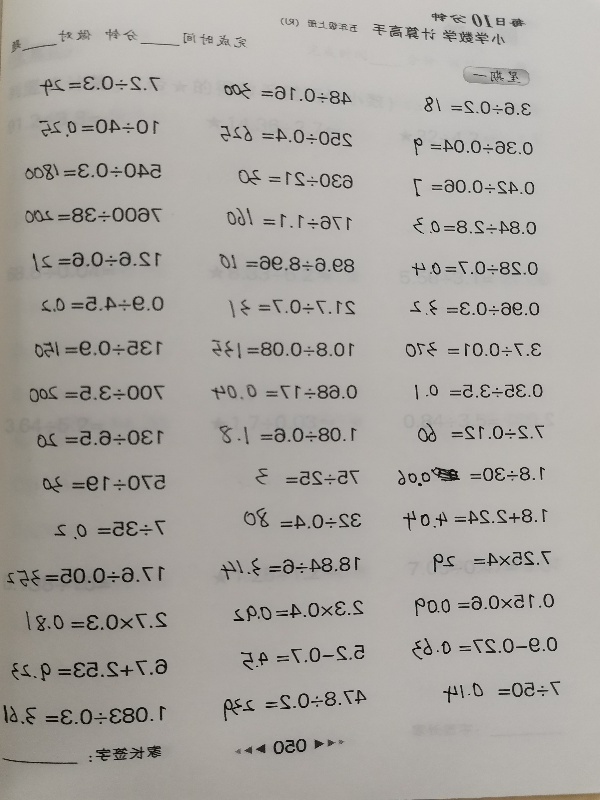 每日10分钟
小学数学 计算高手 五年级上册 (RJ)
完成时间____分钟 做对____题
星期一
3.6÷0.2=18 48÷0.16=300 7.2÷0.3=24
0.36÷0.04=9 250÷0.4=625 10÷40=0.25
0.42÷0.06=7 630÷21=30 540÷0.3=1800
0.84÷2.8=0.3 176÷1.1=160 7600÷38=200
0.28÷0.7=0.4 89.6÷8.96=10 12.6÷0.6=21
0.96÷0.3=3.2 21.7÷0.7=31 0.9÷4.5=0.2
3.7÷0.01=370 10.8÷0.08=135 135÷0.9=150
0.35÷3.5=0.1 0.68÷17=0.04 700÷3.5=200
7.2÷0.12=60 1.08÷0.6=1.8 130÷6.5=20
1.8÷30=0.06 75÷25=3 570÷19=30
1.8+2.24=4.04 32÷0.4=80 7÷35=0.2
7.25×4=29 18.84÷6=3.14 17.6÷0.05=352
0.15×0.6=0.09 2.3×0.4=0.92 2.7×0.3=0.81
0.9−0.27=0.63 5.2−0.7=4.5 6.7+2.53=9.23
7÷50=0.14 47.8÷0.2=239 1.083÷0.3=3.61
050 家长签字：________